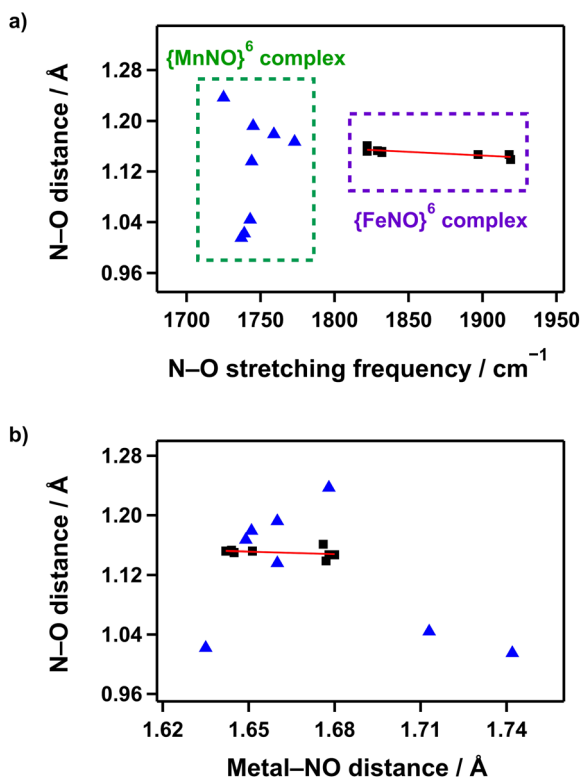 a)
{MnNO}⁶ complex
1.28
1.20
1.12
1.04
0.96
N–O distance / Å
{FeNO}⁶ complex
1700 1750 1800 1850 1900 1950
N–O stretching frequency / cm⁻¹
b)
1.28
1.20
1.12
1.04
0.96
N–O distance / Å
1.62 1.65 1.68 1.71 1.74
Metal–NO distance / Å